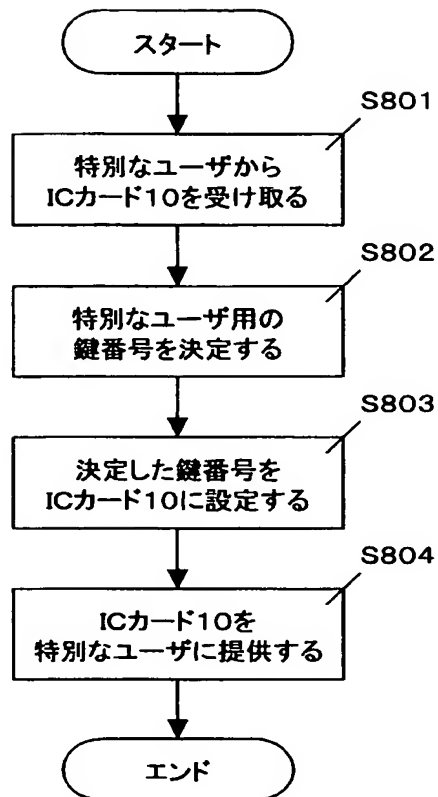 スタート
S801
特別なユーザから
ICカード10を受け取る
S802
特別なユーザ用の
鍵番号を決定する
S803
決定した鍵番号を
ICカード10に設定する
S804
ICカード10を
特別なユーザに提供する
エンド